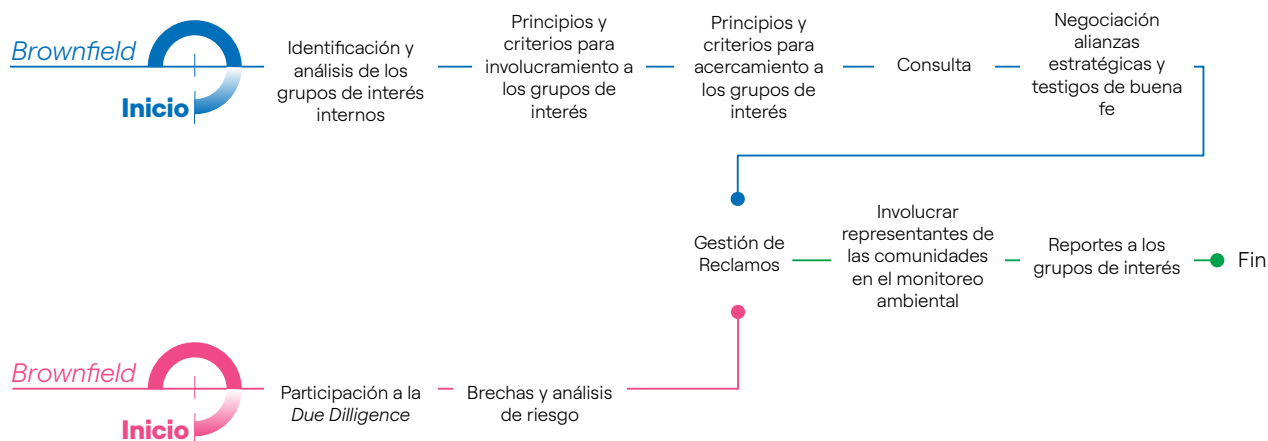 Brownfield
Inicio
Identificación y
análisis de los
grupos de interés
internos
Principios y
criterios para
involucramiento a
los grupos de
interés
Principios y
criterios para
acercamiento a
los grupos de
interés
Consulta
Negociación
alianzas
estratégicas y
testigos de buena
fe
Gestión de
Reclamos
Involucrar
representantes de
las comunidades
en el monitoreo
ambiental
Reportes a los
grupos de interés
Fin
Brownfield
Inicio
Participación a la
Due Dilligence
Brechas y análisis
de riesgo